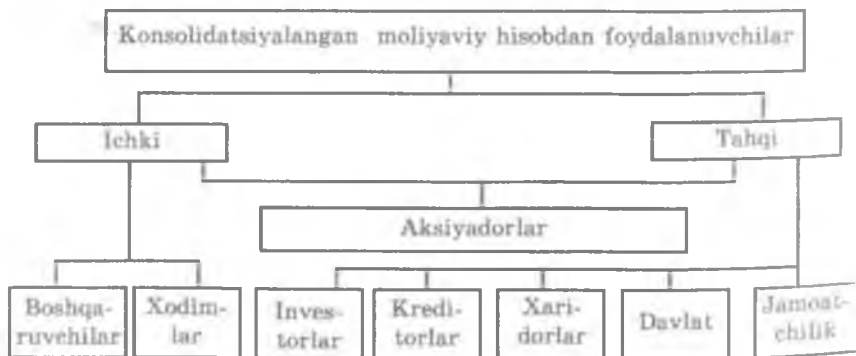 Konsolidatsiyalangan moliyaviy hisobdan foydalanuvchilar
Ichki
Tahqi
Aksiyadorlar
Boshqa-
ruvchilar
Xodim-
lar
Inves-
torlar
Kredi-
torlar
Xari-
dorlar
Davlat
Jamoat-
chilik